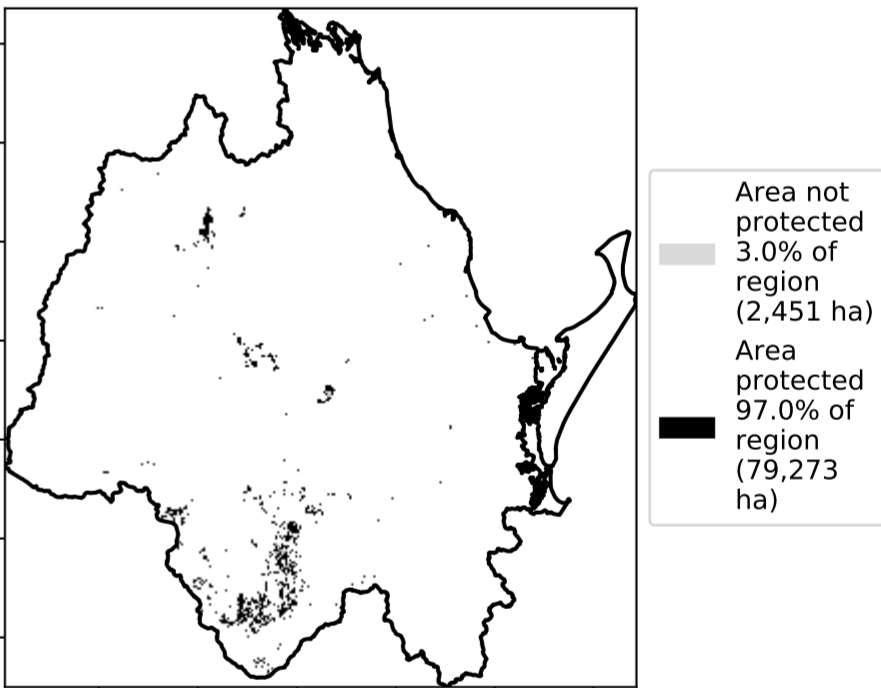 Area not
protected
3.0% of
region
(2,451 ha)
Area
protected
97.0% of
region
(79,273
ha)